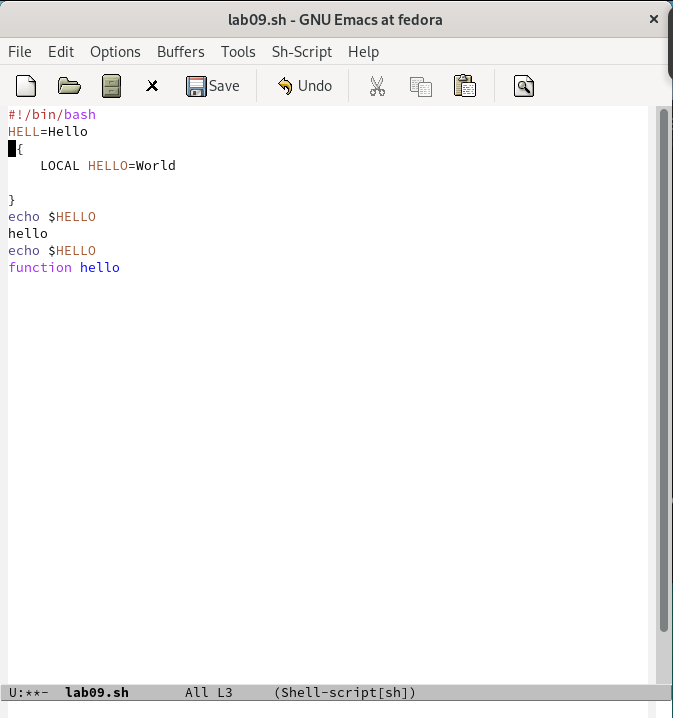 lab09.sh - GNU Emacs at fedora
File Edit Options Buffers Tools Sh-Script Help
Save Undo
#!/bin/bash
HELL=Hello
{
    LOCAL HELLO=World

}
echo $HELLO
hello
echo $HELLO
function hello
U:**-  lab09.sh       All L3     (Shell-script[sh])